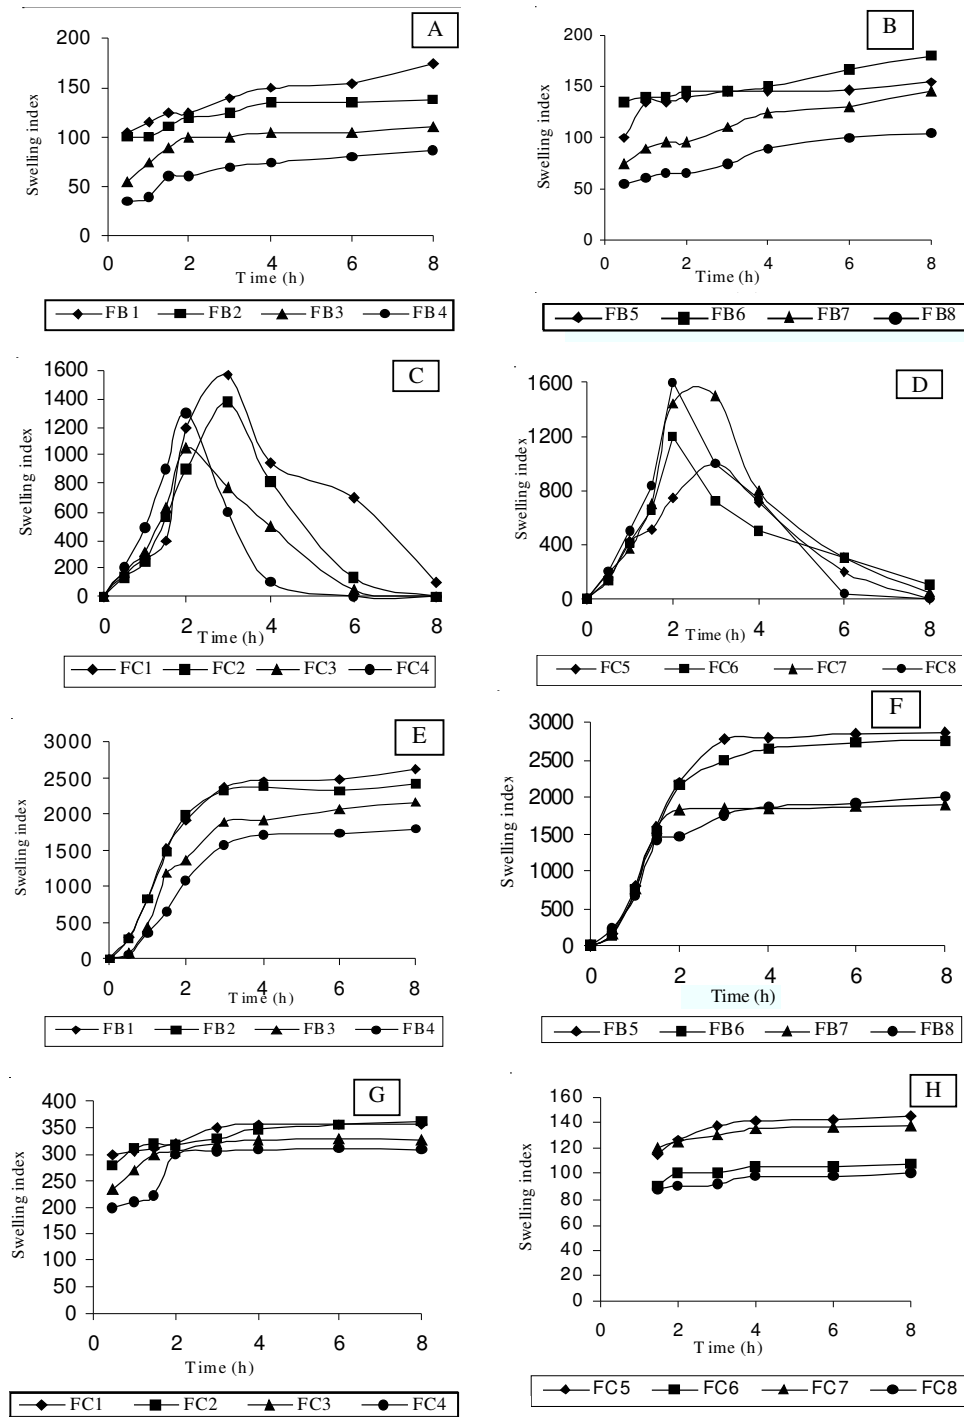 A
200
150
100
50
0
0 2 4 6 8
Swelling index
Time (h)
FB1 FB2 FB3 FB4
B
200
150
100
50
0
0 2 4 6 8
Swelling index
Time (h)
FB5 FB6 FB7 FB8
C
1600
1400
1200
1000
800
600
400
200
0
0 2 4 6 8
Swelling index
Time (h)
FC1 FC2 FC3 FC4
D
1600
1200
800
400
0
0 2 4 6 8
Swelling index
Time (h)
FC5 FC6 FC7 FC8
E
3000
2500
2000
1500
1000
500
0
0 2 4 6 8
Swelling index
Time (h)
FB1 FB2 FB3 FB4
F
3000
2500
2000
1500
1000
500
0
0 2 4 6 8
Swelling index
Time (h)
FB5 FB6 FB7 FB8
G
400
350
300
250
200
150
100
50
0
0 2 4 6 8
Swelling index
Time (h)
FC1 FC2 FC3 FC4
H
160
140
120
100
80
60
40
20
0
0 2 4 6 8
Swelling index
Time (h)
FC5 FC6 FC7 FC8